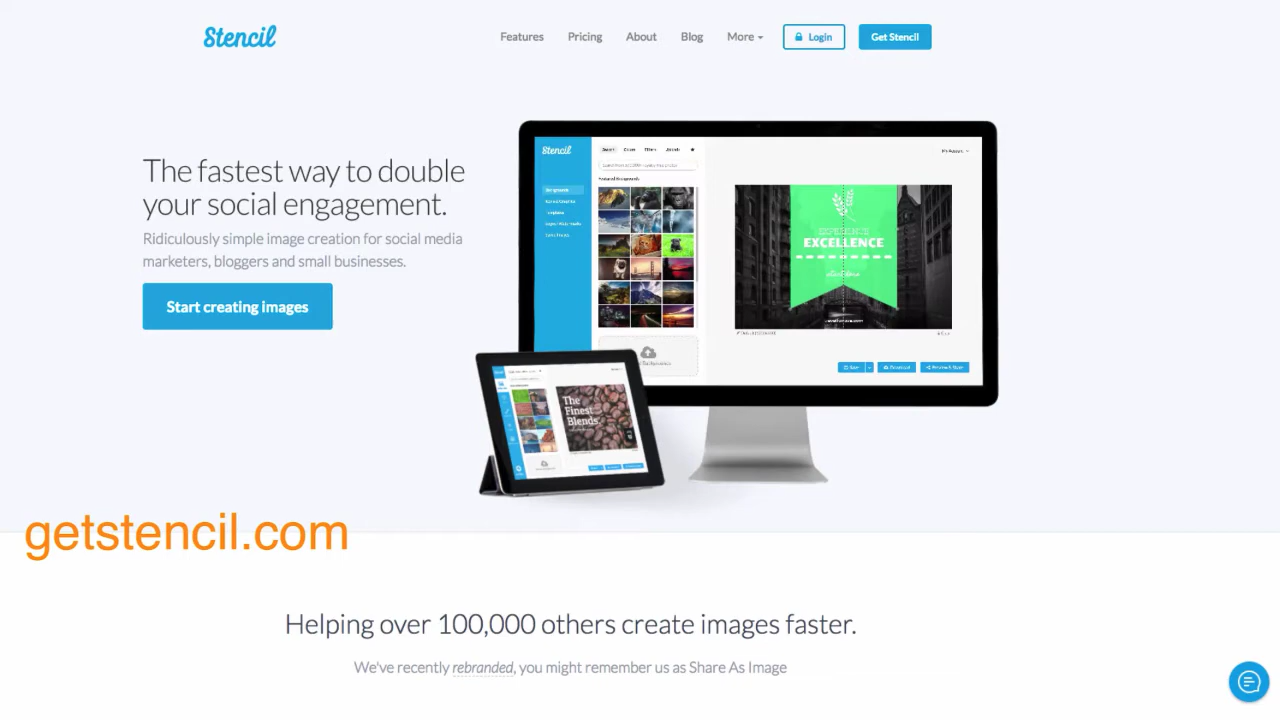 Stencil
Features
Pricing
About
Blog
More
Login
Get Stencil
The fastest way to double
your social engagement.
Ridiculously simple image creation for social media
marketers, bloggers and small businesses.
Start creating images
Stencil
EXCELLENCE
The
Finest
Blends.
getstencil.com
Helping over 100,000 others create images faster.
We've recently rebranded, you might remember us as Share As Image